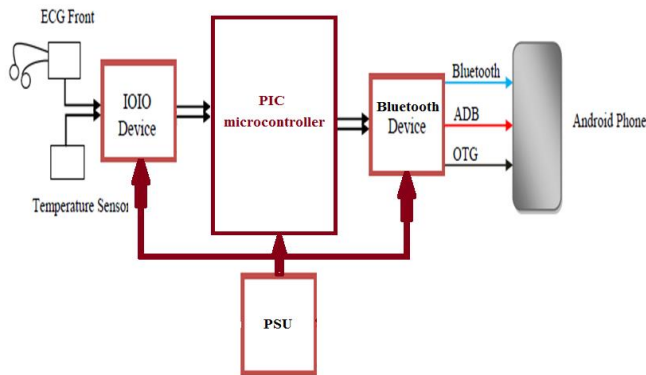 ECG Front
IOIO
Device
PIC
microcontroller
Bluetooth
Device
Bluetooth
ADB
OTG
Android Phone
Temperature Sensor
PSU